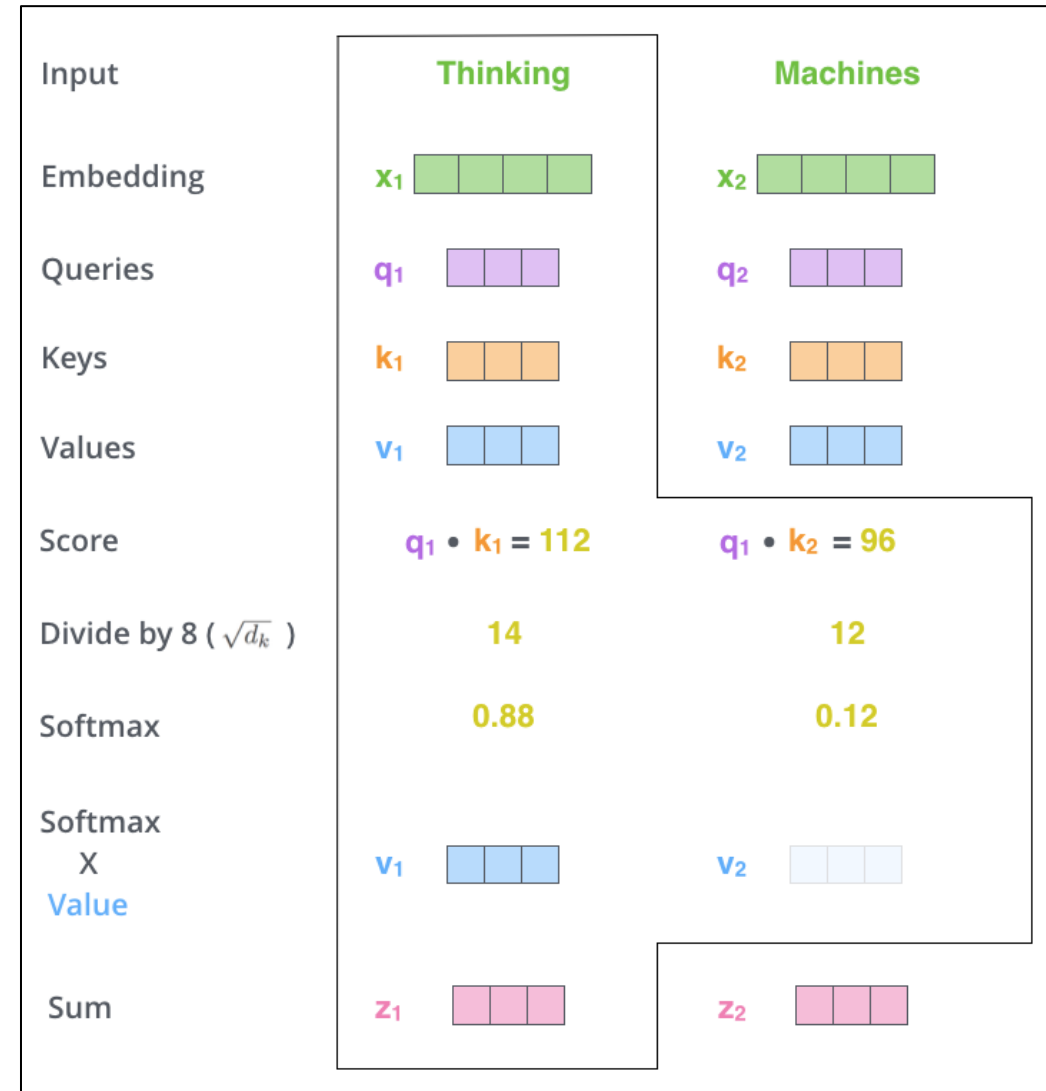 Input Thinking Machines
Embedding x₁ x₂
Queries q₁ q₂
Keys k₁ k₂
Values v₁ v₂
Score q₁ • k₁ = 112 q₁ • k₂ = 96
Divide by 8 ( √dₖ ) 14 12
Softmax 0.88 0.12
Softmax
X v₁ v₂
Value
Sum z₁ z₂